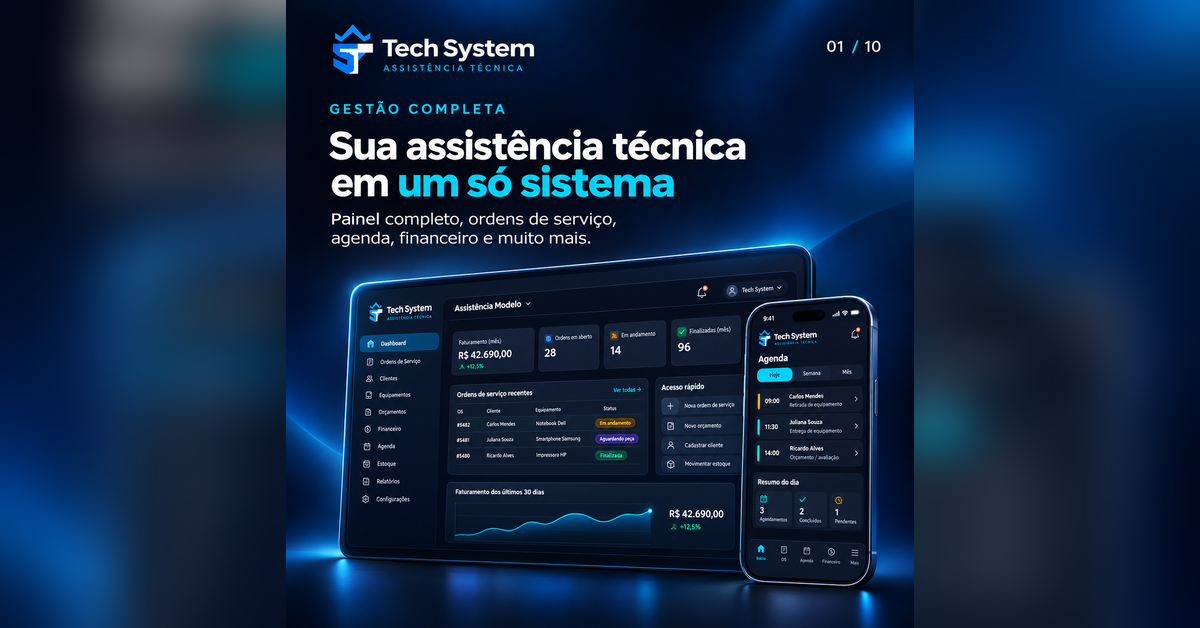 Tech System
ASSISTÊNCIA TÉCNICA
01 / 10
GESTÃO COMPLETA
Sua assistência técnica
em um só sistema
Painel completo, ordens de serviço,
agenda, financeiro e muito mais.
Tech System
ASSISTÊNCIA TÉCNICA
Dashboard
Ordens de Serviço
Clientes
Equipamentos
Orçamentos
Financeiro
Agenda
Estoque
Relatórios
Configurações
Assistência Modelo
Tech System
Faturamento (mês)
R$ 42.690,00
+12,5%
Ordens em aberto
28
Em andamento
14
Finalizadas (mês)
96
Ordens de serviço recentes
Ver todas →
OS Cliente Equipamento Status
#5482 Carlos Mendes Notebook Dell Em andamento
#5481 Juliana Souza Smartphone Samsung Aguardando peça
#5480 Ricardo Alves Impressora HP Finalizada
Acesso rápido
Nova ordem de serviço
Novo orçamento
Cadastrar cliente
Movimentar estoque
Faturamento dos últimos 30 dias
R$ 42.690,00
+12,5%
9:41
Tech System
ASSISTÊNCIA TÉCNICA
Agenda
Hoje Semana Mês
09:00 Carlos Mendes
Retirada de equipamento
11:30 Juliana Souza
Entrega de equipamento
14:00 Ricardo Alves
Orçamento / avaliação
Resumo do dia
3 2 1
Agendamentos Concluídos Pendentes
Início OS Agenda Financeiro Mais